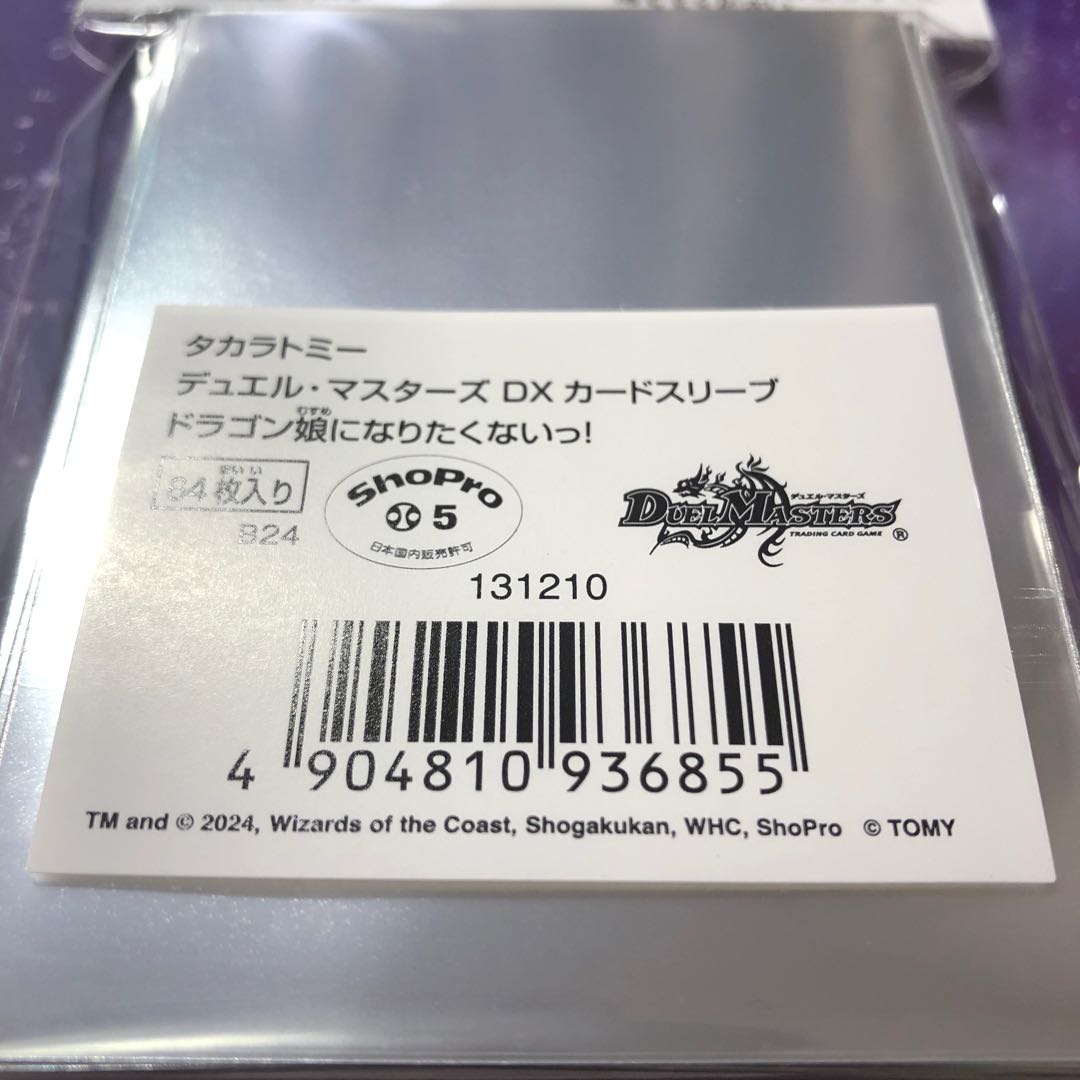 タカラトミー
デュエル・マスターズ DX カードスリーブ
ドラゴン娘になりたくないっ!
むすめ
84枚入り
まいい
B24
ShoPro
5
日本国内販売許可
デュエル・マスターズ
DUEL MASTERS
TRADING CARD GAME ®
131210
4 904810 936855
TM and © 2024, Wizards of the Coast, Shogakukan, WHC, ShoPro © TOMY